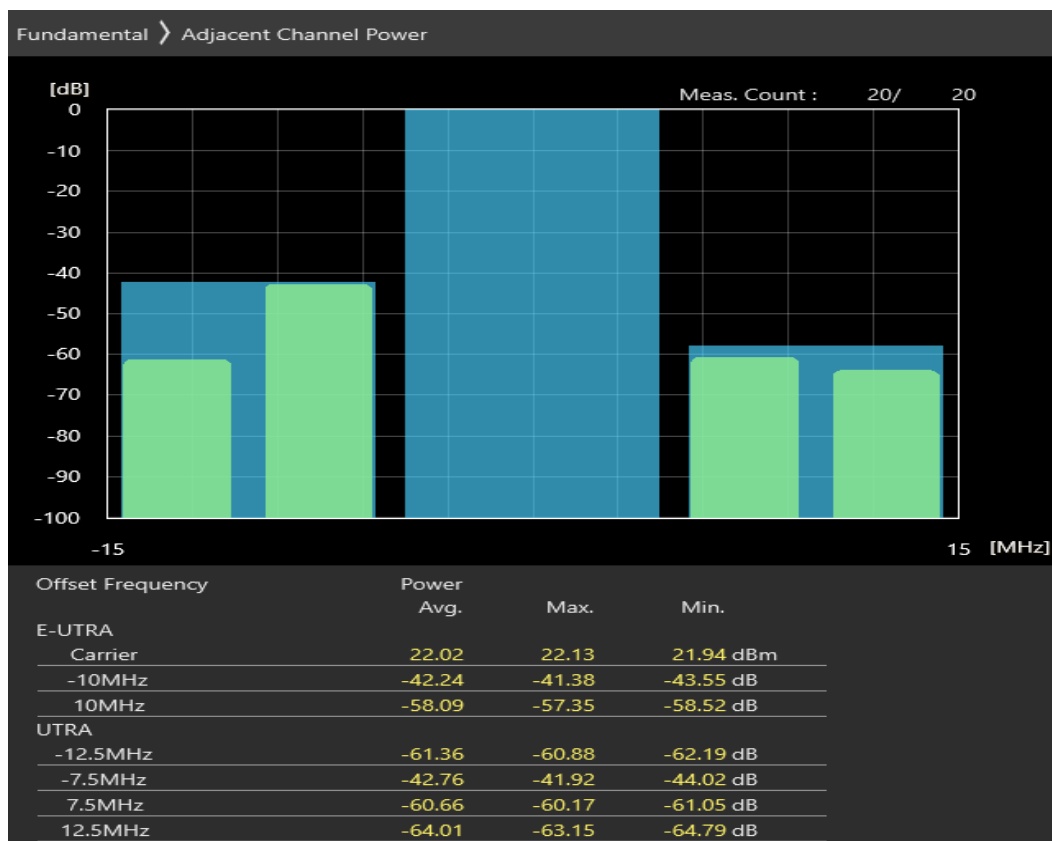 Fundamental 〉 Adjacent Channel Power
[dB]
Meas. Count : 20/ 20
0
-10
-20
-30
-40
-50
-60
-70
-80
-90
-100
-15 15 [MHz]
Offset Frequency Power
Avg. Max. Min.
E-UTRA
Carrier 22.02 22.13 21.94 dBm
-10MHz -42.24 -41.38 -43.55 dB
10MHz -58.09 -57.35 -58.52 dB
UTRA
-12.5MHz -61.36 -60.88 -62.19 dB
-7.5MHz -42.76 -41.92 -44.02 dB
7.5MHz -60.66 -60.17 -61.05 dB
12.5MHz -64.01 -63.15 -64.79 dB